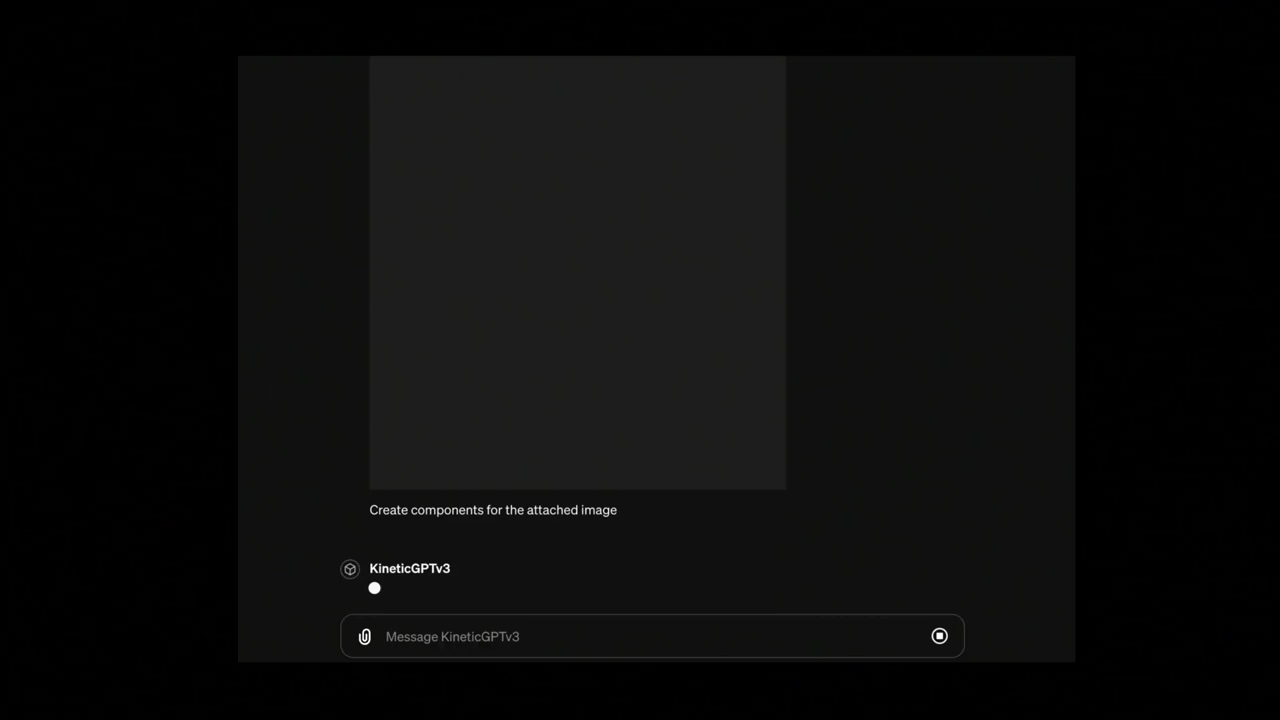 Create components for the attached image
KineticGPTv3
Message KineticGPTv3